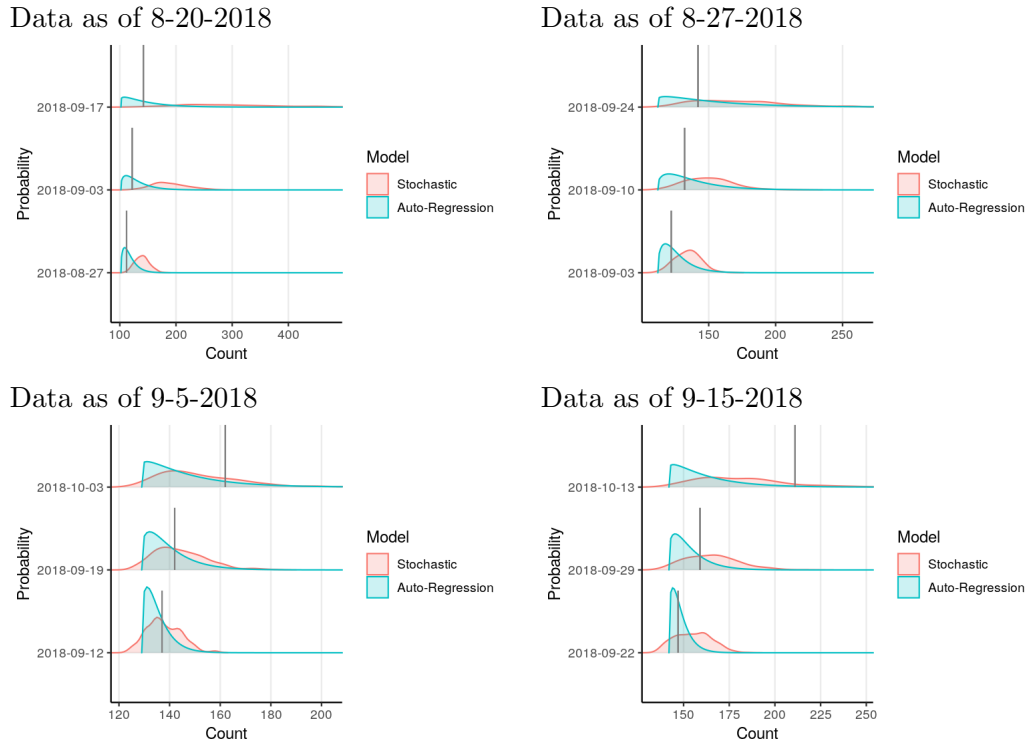 Data as of 8-20-2018
Probability
2018-09-17
2018-09-03
2018-08-27
100 200 300 400
Count
Model
Stochastic
Auto-Regression
Data as of 8-27-2018
Probability
2018-09-24
2018-09-10
2018-09-03
150 200 250
Count
Model
Stochastic
Auto-Regression
Data as of 9-5-2018
Probability
2018-10-03
2018-09-19
2018-09-12
120 140 160 180 200
Count
Model
Stochastic
Auto-Regression
Data as of 9-15-2018
Probability
2018-10-13
2018-09-29
2018-09-22
150 175 200 225 250
Count
Model
Stochastic
Auto-Regression